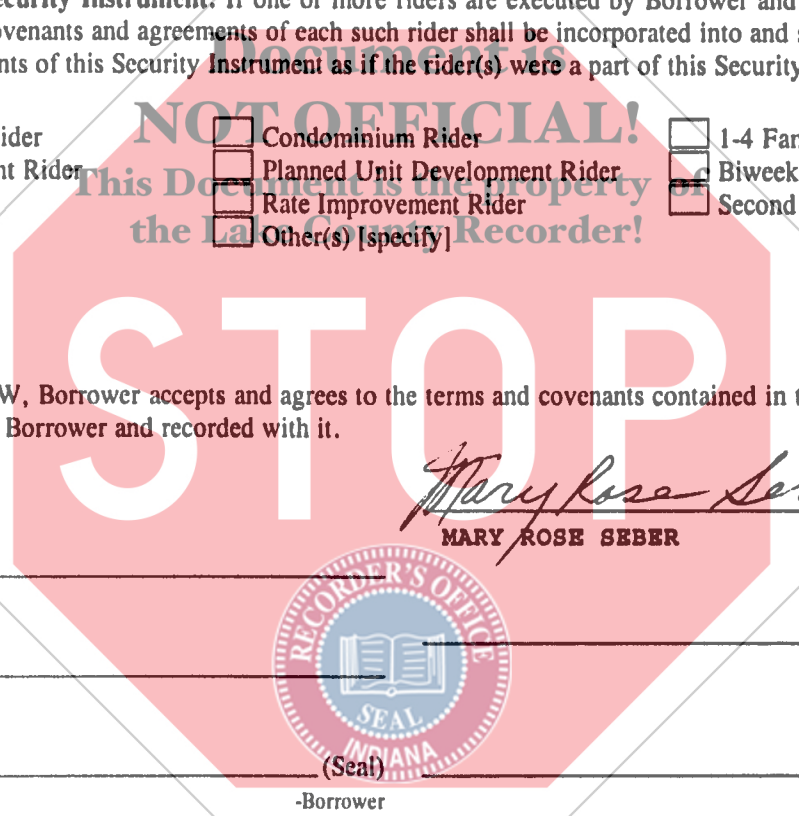 ecurity Instrument. If one or more riders are executed by Borrower and
ovenants and agreements of each such rider shall be incorporated into and s
nts of this Security Instrument as if the rider(s) were a part of this Security
Document is
NOT OFFICIAL!
This Document is the property of
the Lake County Recorder!
ider Condominium Rider 1-4 Fam
nt Rider Planned Unit Development Rider Biweek
Rate Improvement Rider Second
Other(s) [specify]
STOP
W, Borrower accepts and agrees to the terms and covenants contained in t
Borrower and recorded with it.
Mary Rose Se
MARY ROSE SEBER
RECORDER'S OFFICE
SEAL
INDIANA
(Seal)
-Borrower